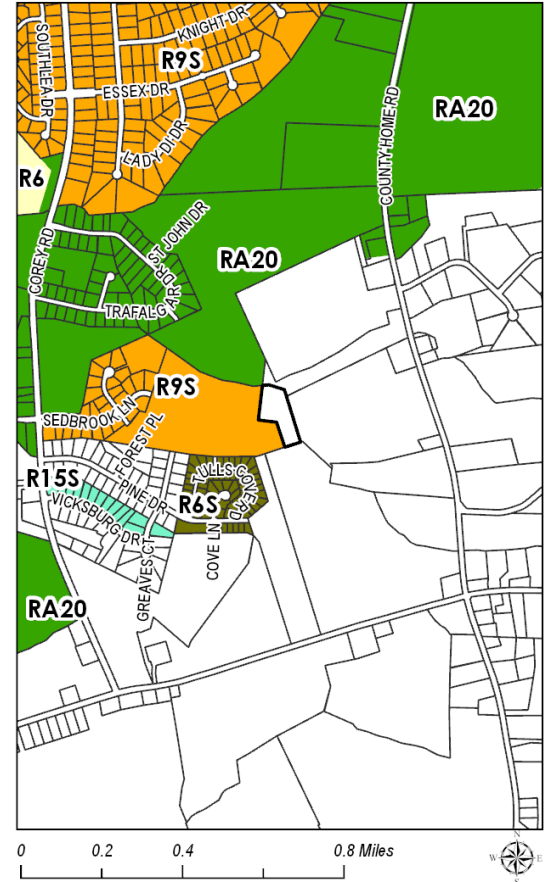 KNIGHT DR
SOUTHLEA DR
R9S
ESSEX DR
RA20
LADY DI DR
COUNTY HOME RD
R6
ST JOHN DR
COREY RD
RA20
TRAFALGAR DR
R9S
SEDBROOK LN
FOREST PL
R15S
TULLS COVE RD
PINE DR
R6S
VICKSBURG DR
GREAVES CT
COVE LN
RA20
0 0.2 0.4 0.8 Miles
N
W E
S